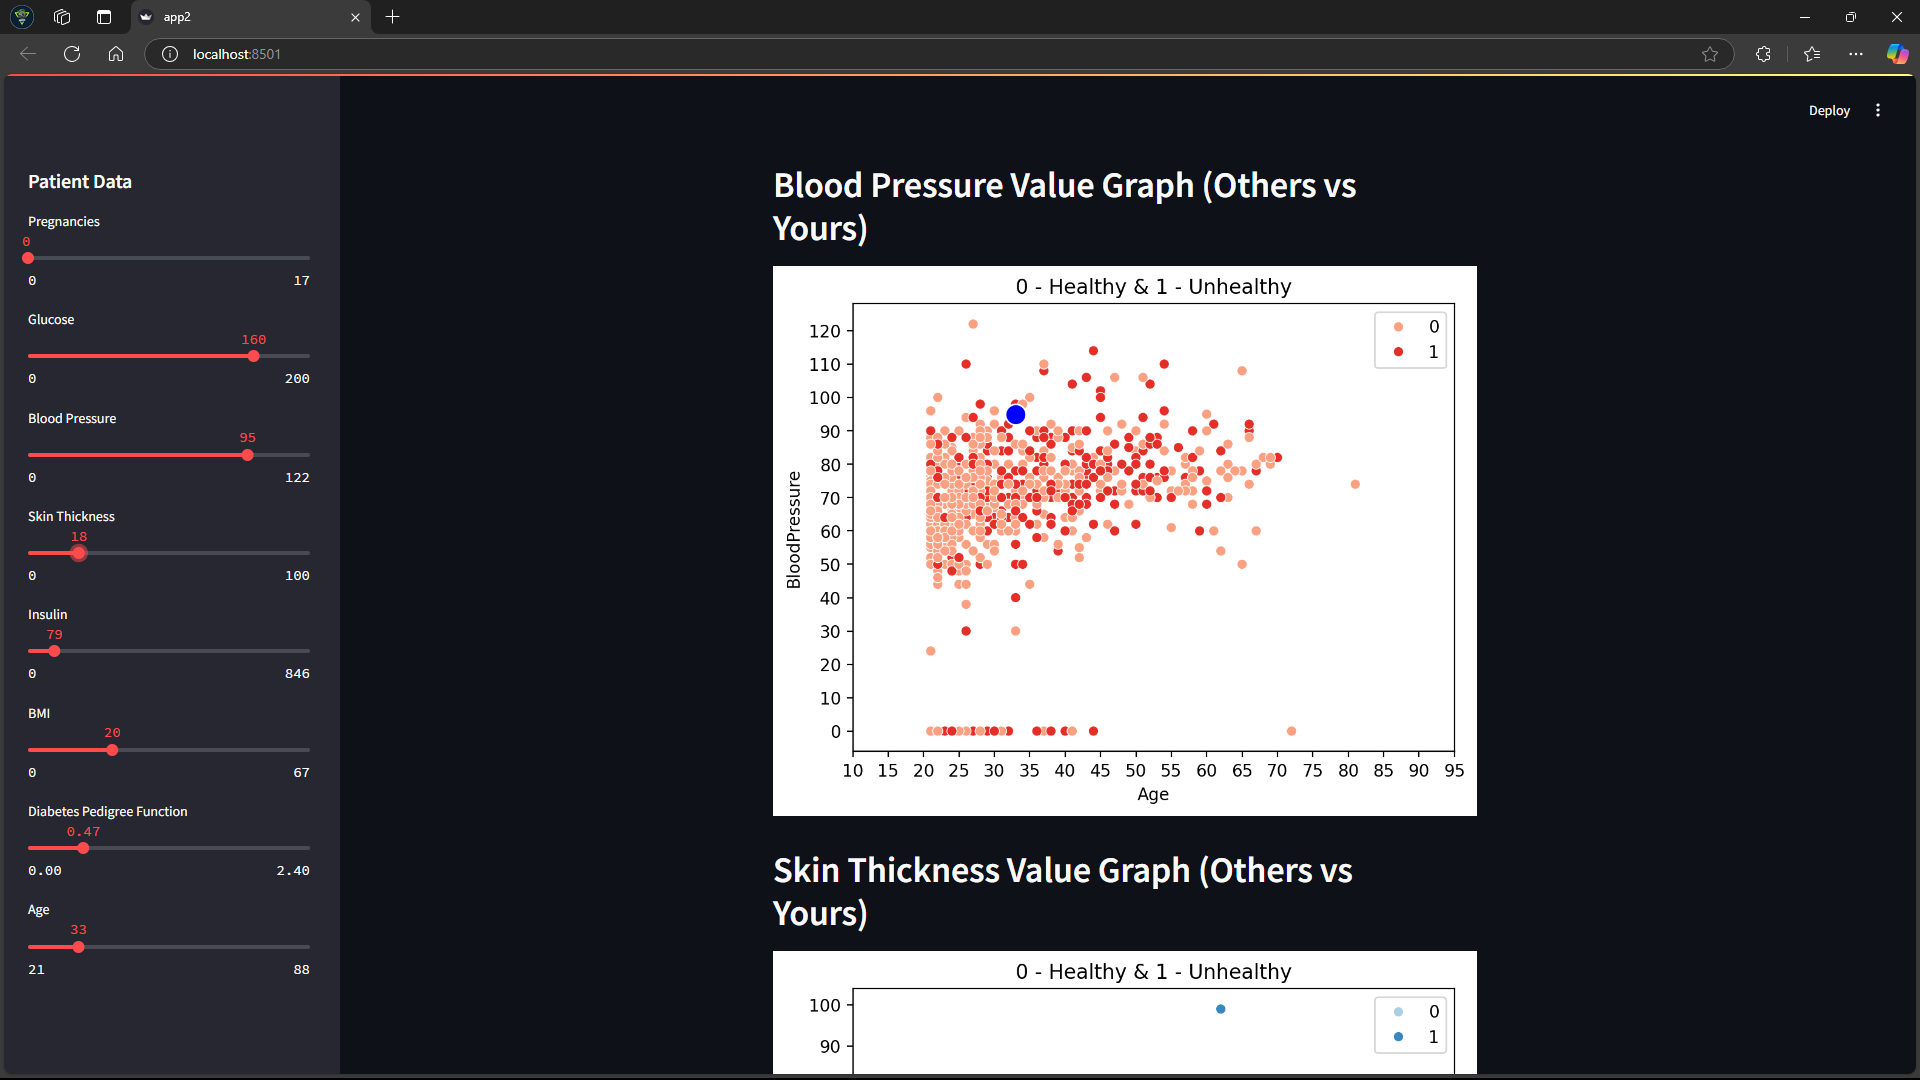 app2
localhost:8501
Deploy
Patient Data
Pregnancies
0
0 17
Glucose
160
0 200
Blood Pressure
95
0 122
Skin Thickness
18
0 100
Insulin
79
0 846
BMI
20
0 67
Diabetes Pedigree Function
0.47
0.00 2.40
Age
33
21 88
Blood Pressure Value Graph (Others vs
Yours)
0 - Healthy & 1 - Unhealthy
0
1
120
110
100
90
80
70
60
50
40
30
20
10
0
BloodPressure
10 15 20 25 30 35 40 45 50 55 60 65 70 75 80 85 90 95
Age
Skin Thickness Value Graph (Others vs
Yours)
0 - Healthy & 1 - Unhealthy
0
1
100
90